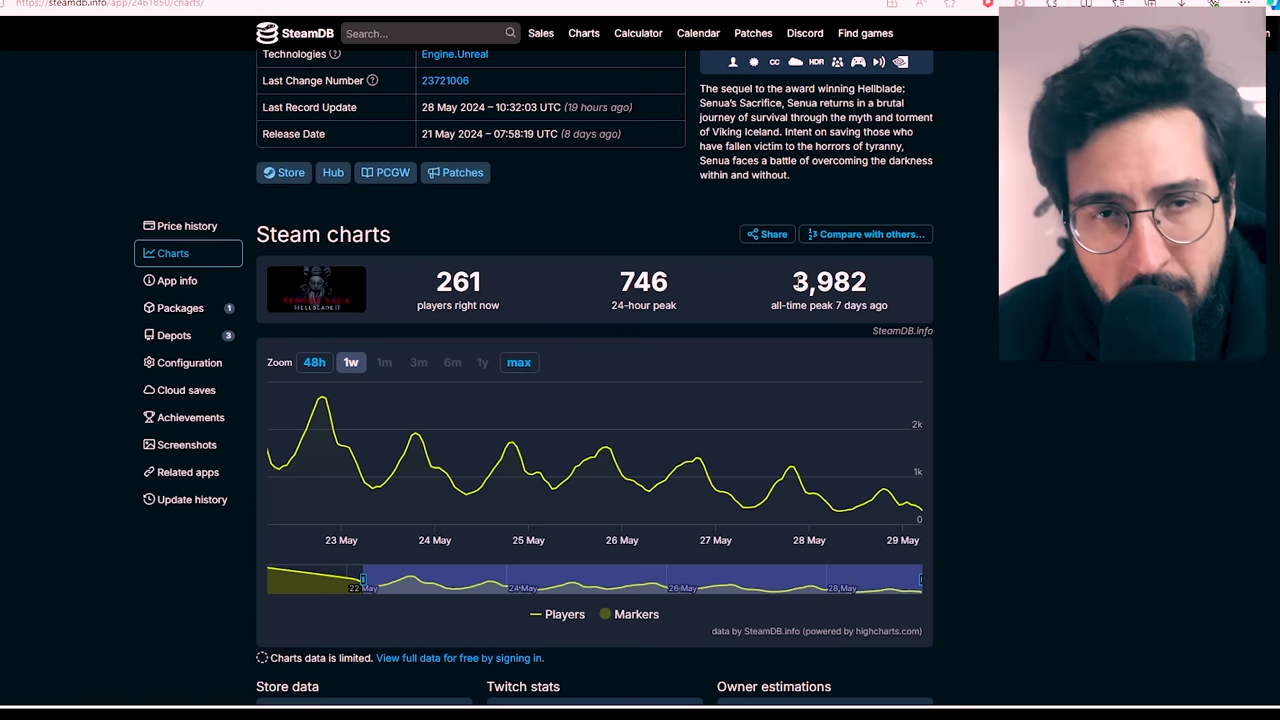 https://steamdb.info/app/2461850/charts/
SteamDB
Search...
Sales
Charts
Calculator
Calendar
Patches
Discord
Find games
Technologies
Engine.Unreal
Last Change Number
23721006
Last Record Update
28 May 2024 – 10:32:03 UTC (19 hours ago)
Release Date
21 May 2024 – 07:58:19 UTC (8 days ago)
Store
Hub
PCGW
Patches
CC
HDR
The sequel to the award winning Hellblade:
Senua's Sacrifice, Senua returns in a brutal
journey of survival through the myth and torment
of Viking Iceland. Intent on saving those who
have fallen victim to the horrors of tyranny,
Senua faces a battle of overcoming the darkness
within and without.
Price history
Charts
App info
Packages 1
Depots 3
Configuration
Cloud saves
Achievements
Screenshots
Related apps
Update history
Steam charts
Share
Compare with others...
SENUA'S SAGA
HELLBLADE II
261
players right now
746
24-hour peak
3,982
all-time peak 7 days ago
SteamDB.info
Zoom
48h
1w
1m
3m
6m
1y
max
2k
1k
0
23 May
24 May
25 May
26 May
27 May
28 May
29 May
22 May
24 May
26 May
28 May
Players
Markers
data by SteamDB.info (powered by highcharts.com)
Charts data is limited. View full data for free by signing in.
Store data
Twitch stats
Owner estimations